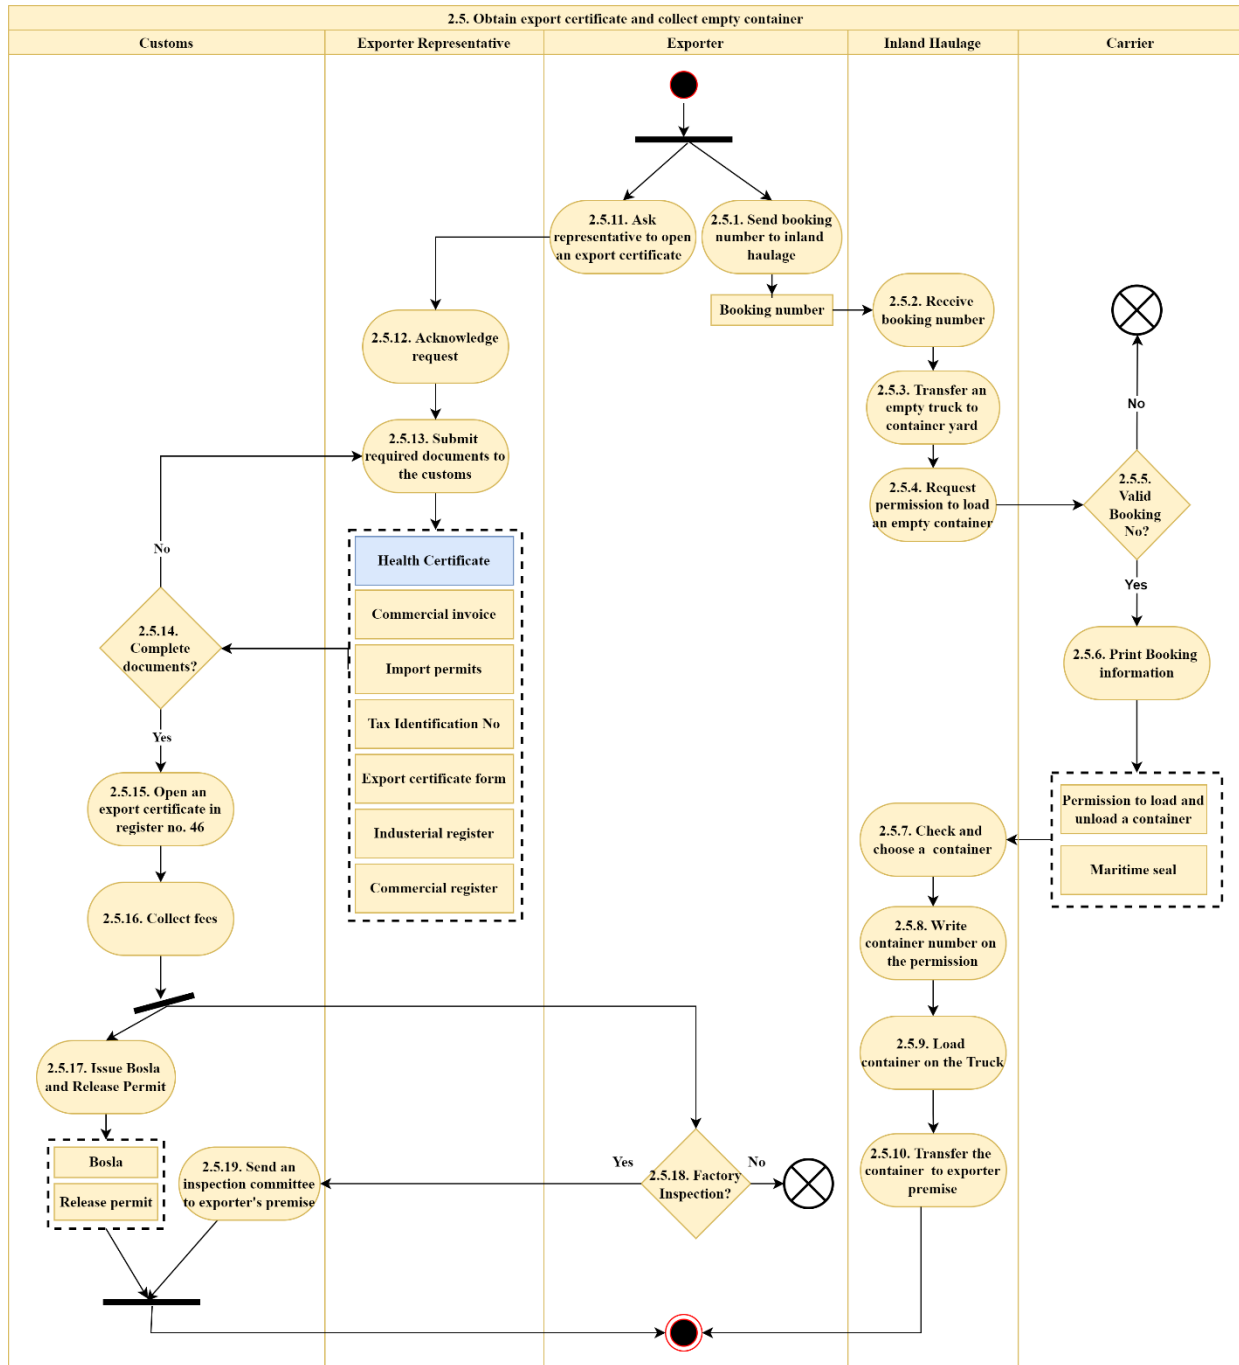 2.5. Obtain export certificate and collect empty container
Customs
Exporter Representative
Exporter
Inland Haulage
Carrier
2.5.11. Ask
representative to open
an export certificate
2.5.1. Send booking
number to inland
haulage
Booking number
2.5.2. Receive
booking number
2.5.12. Acknowledge
request
2.5.3. Transfer an
empty truck to
container yard
No
2.5.13. Submit
required documents to
the customs
2.5.4. Request
permission to load
an empty container
2.5.5.
Valid
Booking
No?
Yes
No
Health Certificate
Commercial invoice
Import permits
Tax Identification No
Export certificate form
Industerial register
Commercial register
2.5.14.
Complete
documents?
Yes
2.5.6. Print Booking
information
2.5.15. Open an
export certificate in
register no. 46
Permission to load and
unload a container
Maritime seal
2.5.7. Check and
choose a container
2.5.16. Collect fees
2.5.8. Write
container number on
the permission
2.5.9. Load
container on the Truck
2.5.17. Issue Bosla
and Release Permit
Bosla
Release permit
2.5.19. Send an
inspection committee
to exporter's premise
Yes
2.5.18. Factory
Inspection?
No
2.5.10. Transfer the
container to exporter
premise